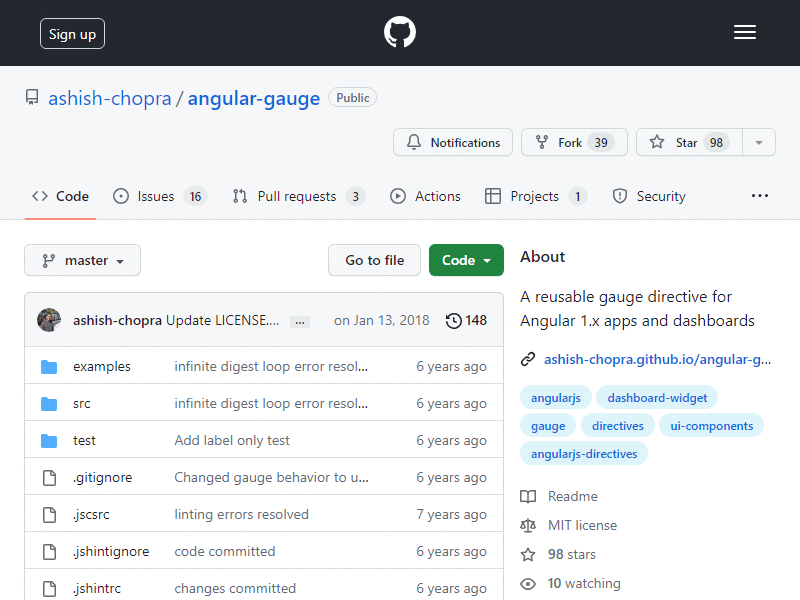 Sign up
ashish-chopra / angular-gauge Public
Notifications Fork 39 Star 98
Code Issues 16 Pull requests 3 Actions Projects 1 Security ...
master Go to file Code
ashish-chopra Update LICENSE.... ... on Jan 13, 2018 148
examples infinite digest loop error resol... 6 years ago
src infinite digest loop error resol... 6 years ago
test Add label only test 6 years ago
.gitignore Changed gauge behavior to u... 6 years ago
.jscsrc linting errors resolved 7 years ago
.jshintignore code committed 6 years ago
.jshintrc changes committed 6 years ago
About
A reusable gauge directive for
Angular 1.x apps and dashboards
ashish-chopra.github.io/angular-g...
angularjs dashboard-widget
gauge directives ui-components
angularjs-directives
Readme
MIT license
98 stars
10 watching